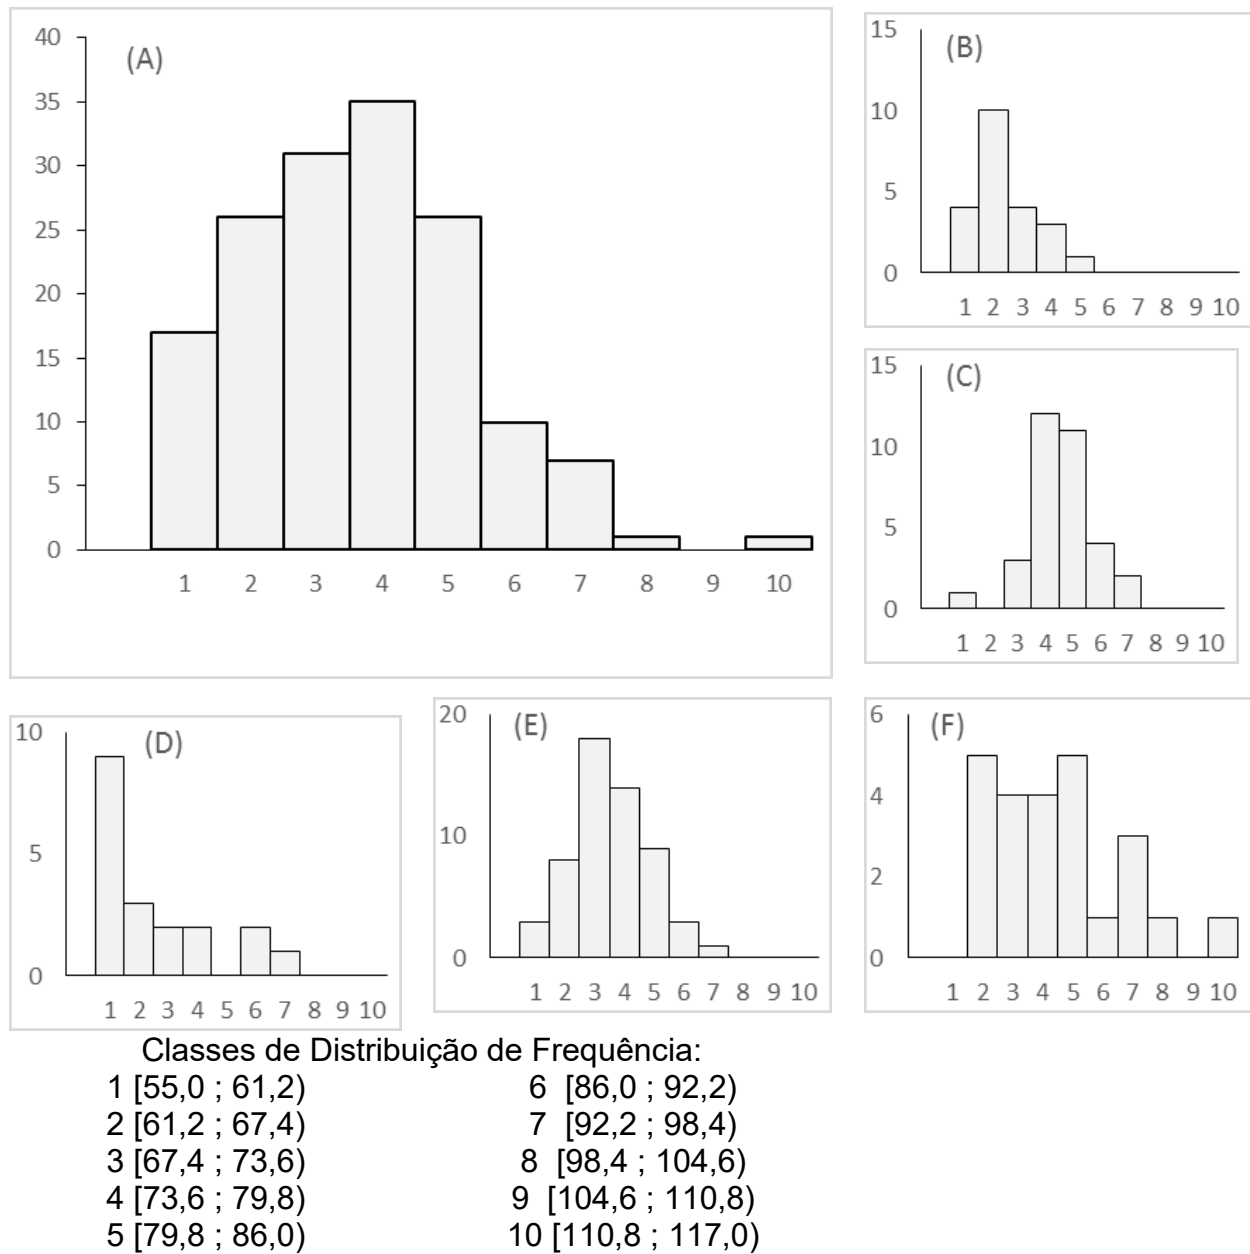 (A)
40
35
30
25
20
15
10
5
0
1 2 3 4 5 6 7 8 9 10
(B)
15
10
5
0
1 2 3 4 5 6 7 8 9 10
(C)
15
10
5
0
1 2 3 4 5 6 7 8 9 10
(D)
10
5
0
1 2 3 4 5 6 7 8 9 10
(E)
20
10
0
1 2 3 4 5 6 7 8 9 10
(F)
6
4
2
0
1 2 3 4 5 6 7 8 9 10
Classes de Distribuição de Frequência:
1 [55,0 ; 61,2) 6 [86,0 ; 92,2)
2 [61,2 ; 67,4) 7 [92,2 ; 98,4)
3 [67,4 ; 73,6) 8 [98,4 ; 104,6)
4 [73,6 ; 79,8) 9 [104,6 ; 110,8)
5 [79,8 ; 86,0) 10 [110,8 ; 117,0)